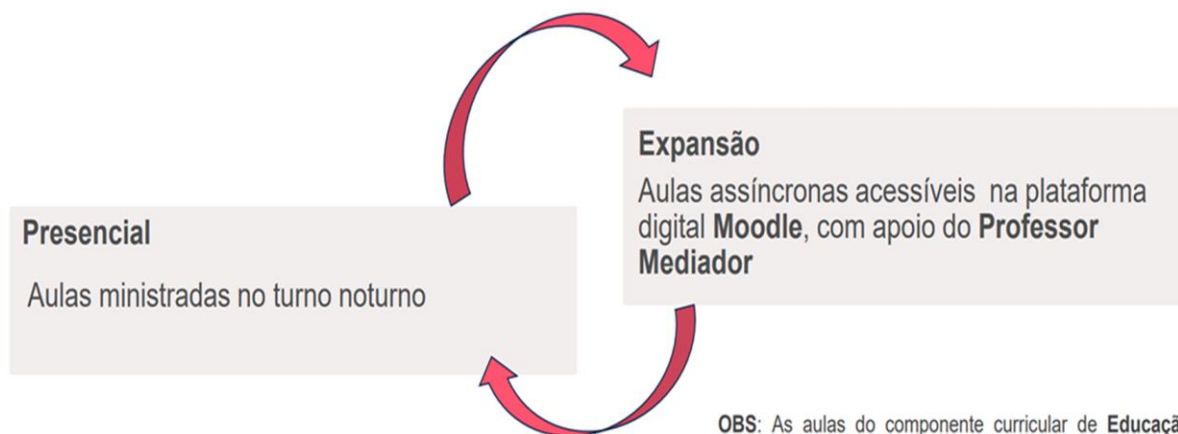 Presencial
Aulas ministradas no turno noturno
Expansão
Aulas assíncronas acessíveis na plataforma
digital Moodle, com apoio do Professor
Mediador
OBS: As aulas do componente curricular de